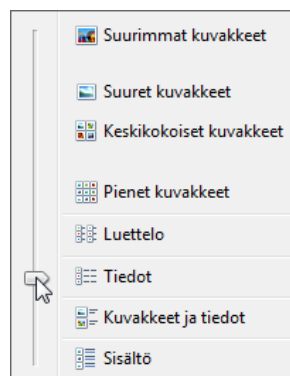 Suurimmat kuvakkeet
Suuret kuvakkeet
Keskikokoiset kuvakkeet
Pienet kuvakkeet
Luettelo
Tiedot
Kuvakkeet ja tiedot
Sisältö